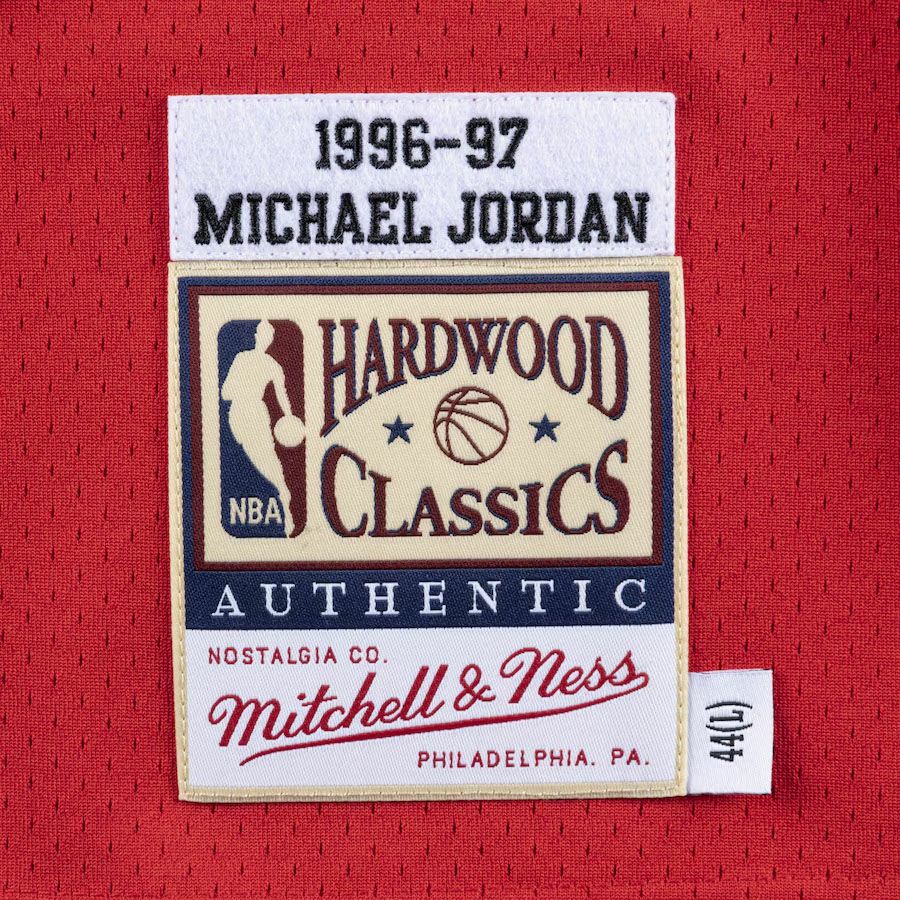 1996-97
MICHAEL JORDAN
HARDWOOD
CLASSICS
NBA
AUTHENTIC
NOSTALGIA CO.
Mitchell & Ness
PHILADELPHIA. PA.
44(L)